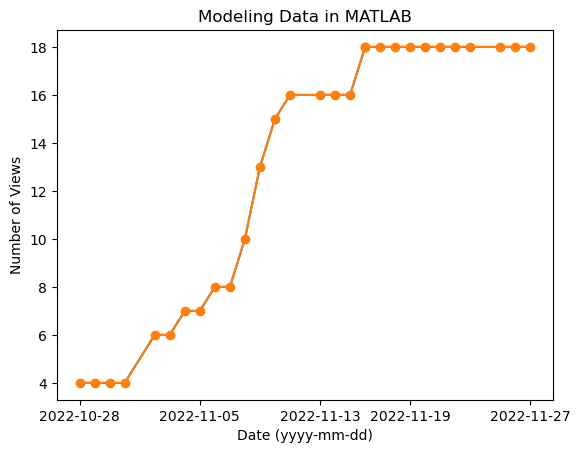 Modeling Data in MATLAB
18
16
14
12
10
8
6
4
Number of Views
2022-10-28 2022-11-05 2022-11-13 2022-11-19 2022-11-27
Date (yyyy-mm-dd)